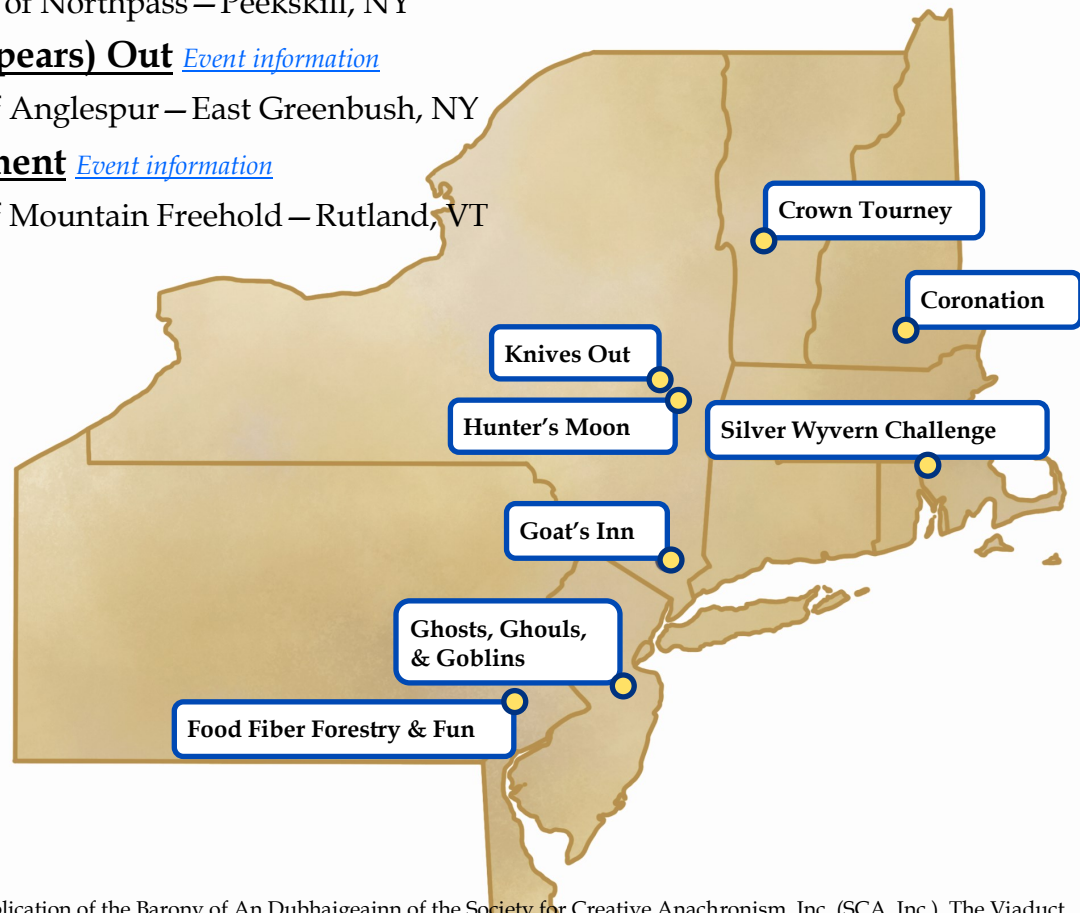 of Northpass—Peekskill, NY
pears) Out Event information
Anglespur—East Greenbush, NY
ment Event information
Mountain Freehold—Rutland, VT
Crown Tourney
Coronation
Knives Out
Hunter's Moon
Silver Wyvern Challenge
Goat's Inn
Ghosts, Ghouls,
& Goblins
Food Fiber Forestry & Fun
lication of the Barony of An Dubhaigeainn of the Society for Creative Anachronism, Inc. (SCA, Inc.). The Viaduct